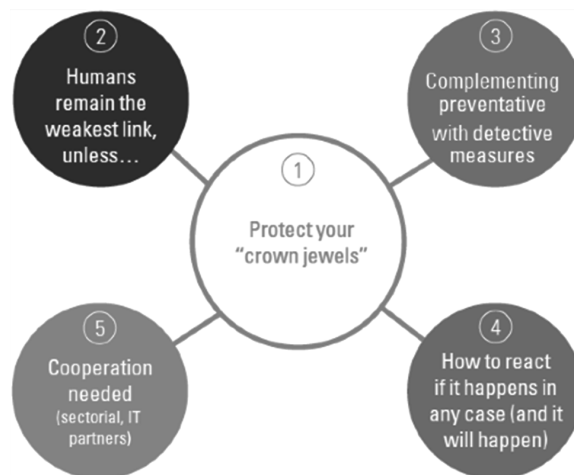 1
Protect your
“crown jewels”
2
Humans
remain the
weakest link,
unless...
3
Complementing
preventative
with detective
measures
4
How to react
if it happens in
any case (and it
will happen)
5
Cooperation
needed
(sectorial, IT
partners)